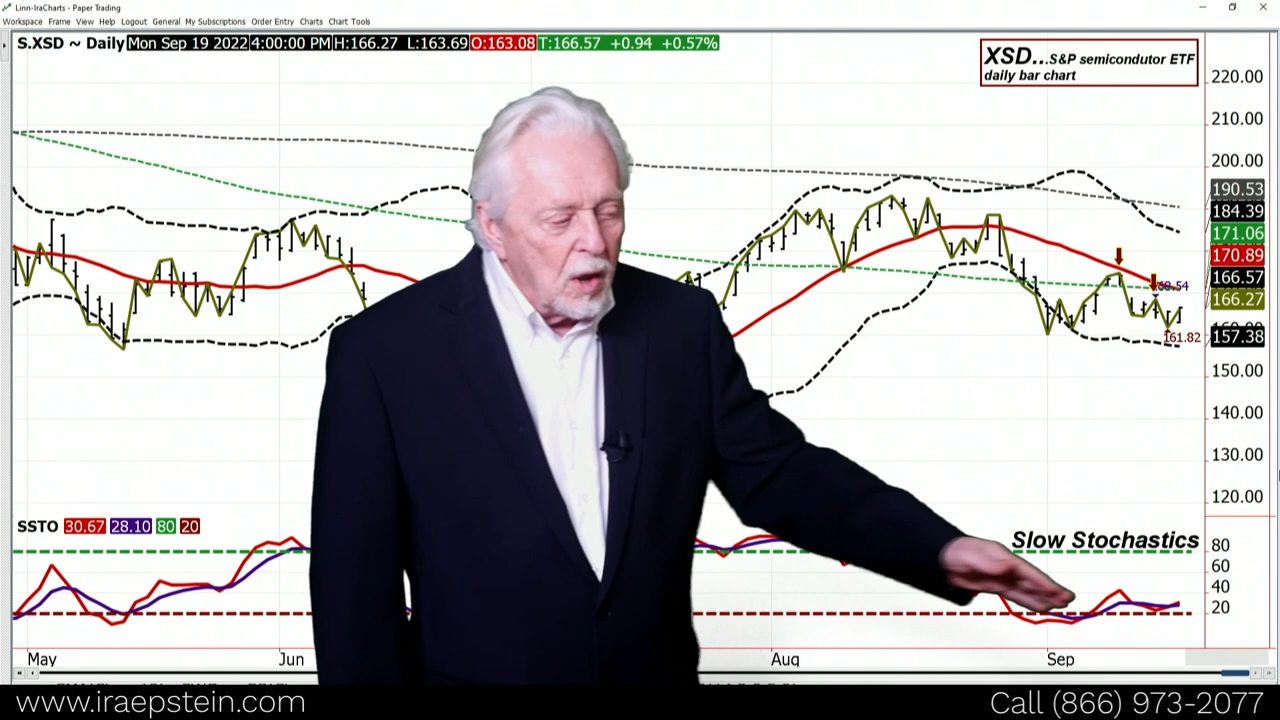 Linn-IraCharts - Paper Trading
Workspace Frame View Help Logout General My Subscriptions Order Entry Charts Chart Tools
S.XSD ~ Daily Mon Sep 19 2022 4:00:00 PM H:166.27 L:163.69 O:163.08 T:166.57 +0.94 +0.57%
XSD...S&P semicondutor ETF
daily bar chart
220.00
210.00
200.00
190.53
184.39
171.06
170.89
166.57
166.27
157.38
161.82
150.00
140.00
130.00
120.00
SSTO 30.67 28.10 80 20
Slow Stochastics
80
60
40
20
May Jun Aug Sep
www.iraepstein.com Call (866) 973-2077